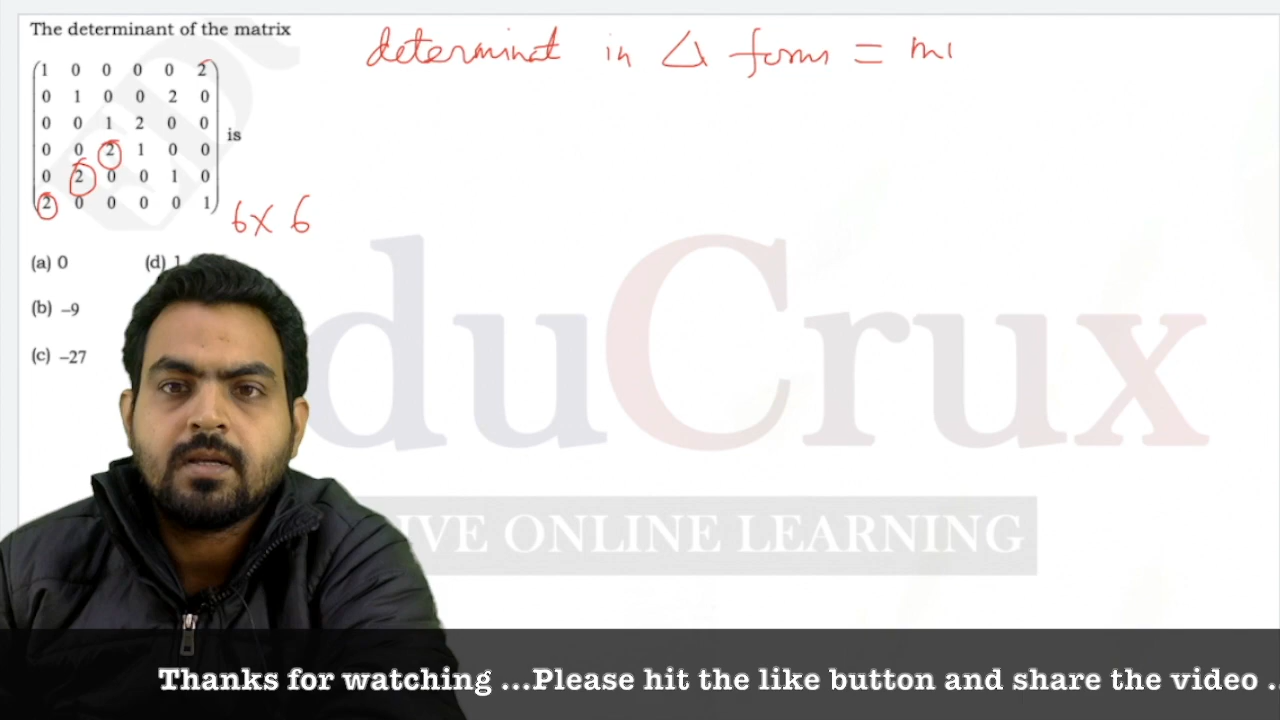 The determinant of the matrix
determinat in △ form = m
1 0 0 0 0 2
0 1 0 0 2 0
0 0 1 2 0 0
is
0 0 2 1 0 0
0 2 0 0 1 0
2 0 0 0 0 1
6 x 6
(a) 0 (d) 1
(b) –9
(c) –27
duCrux
IVE ONLINE LEARNING
Thanks for watching ...Please hit the like button and share the video ..